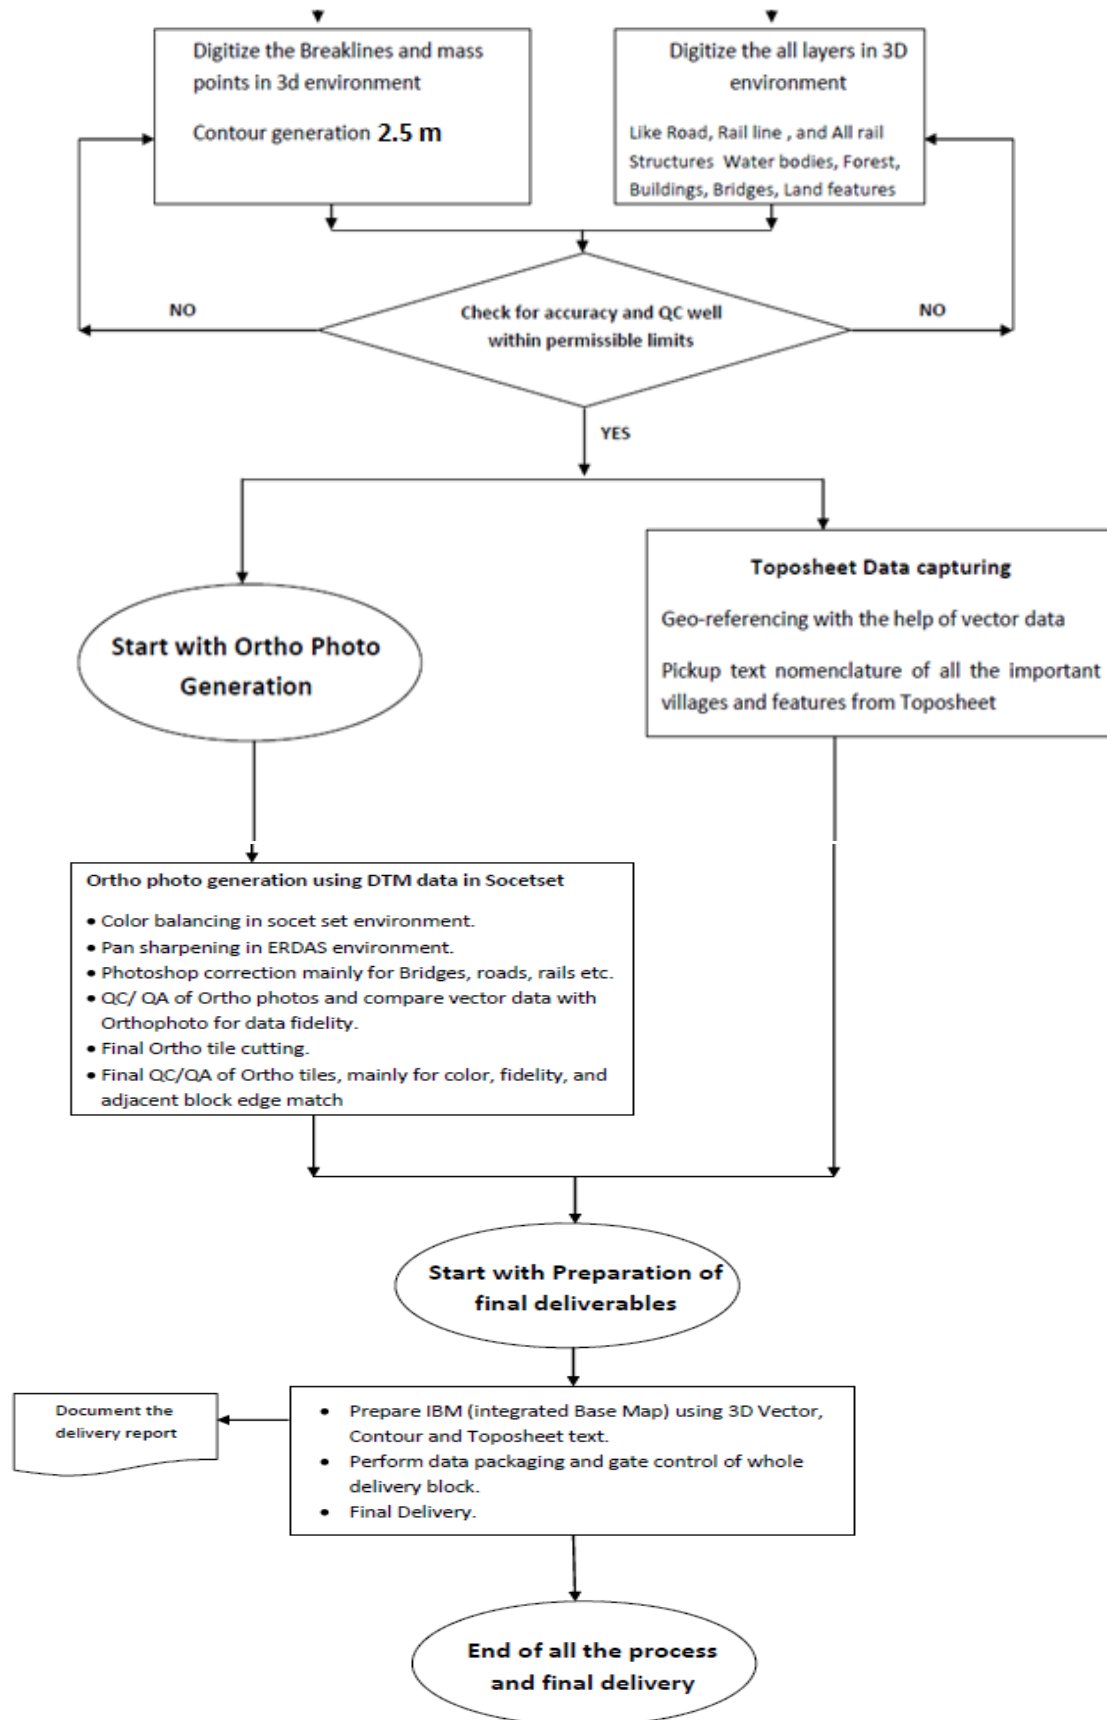 Digitize the Breaklines and mass
points in 3d environment
Contour generation 2.5 m
Digitize the all layers in 3D
environment
Like Road, Rail line , and All rail
Structures Water bodies, Forest,
Buildings, Bridges, Land features
NO
Check for accuracy and QC well
within permissible limits
NO
YES
Start with Ortho Photo
Generation
Toposheet Data capturing
Geo-referencing with the help of vector data
Pickup text nomenclature of all the important
villages and features from Toposheet
Ortho photo generation using DTM data in Socetset
• Color balancing in socet set environment.
• Pan sharpening in ERDAS environment.
• Photoshop correction mainly for Bridges, roads, rails etc.
• QC/ QA of Ortho photos and compare vector data with
Orthophoto for data fidelity.
• Final Ortho tile cutting.
• Final QC/QA of Ortho tiles, mainly for color, fidelity, and
adjacent block edge match
Start with Preparation of
final deliverables
Document the
delivery report
• Prepare IBM (integrated Base Map) using 3D Vector,
Contour and Toposheet text.
• Perform data packaging and gate control of whole
delivery block.
• Final Delivery.
End of all the process
and final delivery